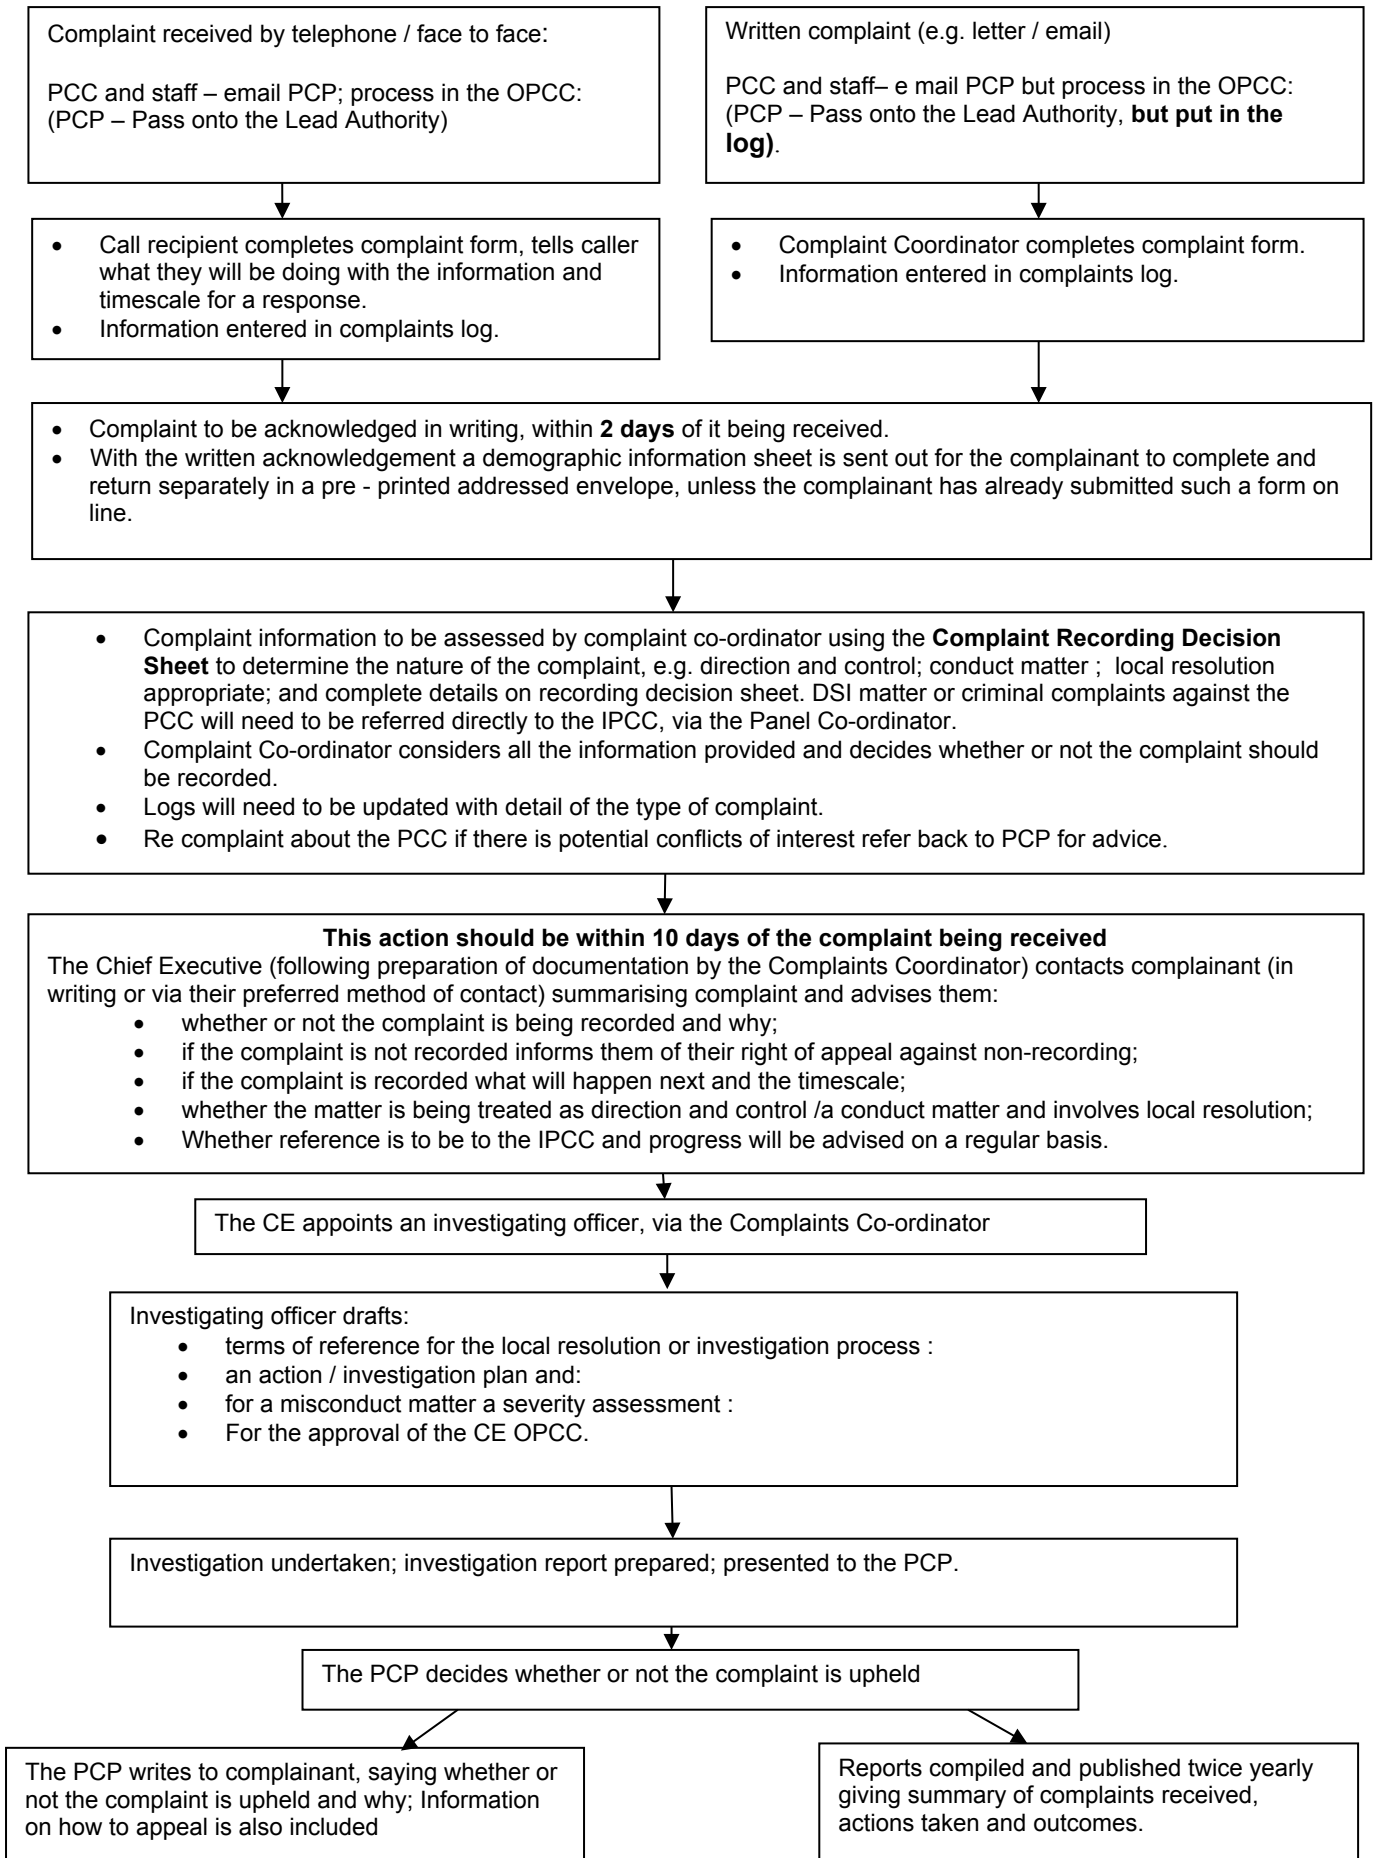 Complaint received by telephone / face to face:
PCC and staff – email PCP; process in the OPCC:
(PCP – Pass onto the Lead Authority)
Written complaint (e.g. letter / email)
PCC and staff– e mail PCP but process in the OPCC:
(PCP – Pass onto the Lead Authority, but put in the
log).
• Call recipient completes complaint form, tells caller
what they will be doing with the information and
timescale for a response.
• Information entered in complaints log.
• Complaint Coordinator completes complaint form.
• Information entered in complaints log.
• Complaint to be acknowledged in writing, within 2 days of it being received.
• With the written acknowledgement a demographic information sheet is sent out for the complainant to complete and
return separately in a pre - printed addressed envelope, unless the complainant has already submitted such a form on
line.
• Complaint information to be assessed by complaint co-ordinator using the Complaint Recording Decision
Sheet to determine the nature of the complaint, e.g. direction and control; conduct matter ; local resolution
appropriate; and complete details on recording decision sheet. DSI matter or criminal complaints against the
PCC will need to be referred directly to the IPCC, via the Panel Co-ordinator.
• Complaint Co-ordinator considers all the information provided and decides whether or not the complaint should
be recorded.
• Logs will need to be updated with detail of the type of complaint.
• Re complaint about the PCC if there is potential conflicts of interest refer back to PCP for advice.
This action should be within 10 days of the complaint being received
The Chief Executive (following preparation of documentation by the Complaints Coordinator) contacts complainant (in
writing or via their preferred method of contact) summarising complaint and advises them:
• whether or not the complaint is being recorded and why;
• if the complaint is not recorded informs them of their right of appeal against non-recording;
• if the complaint is recorded what will happen next and the timescale;
• whether the matter is being treated as direction and control /a conduct matter and involves local resolution;
• Whether reference is to be to the IPCC and progress will be advised on a regular basis.
The CE appoints an investigating officer, via the Complaints Co-ordinator
Investigating officer drafts:
• terms of reference for the local resolution or investigation process :
• an action / investigation plan and:
• for a misconduct matter a severity assessment :
• For the approval of the CE OPCC.
Investigation undertaken; investigation report prepared; presented to the PCP.
The PCP decides whether or not the complaint is upheld
The PCP writes to complainant, saying whether or
not the complaint is upheld and why; Information
on how to appeal is also included
Reports compiled and published twice yearly
giving summary of complaints received,
actions taken and outcomes.